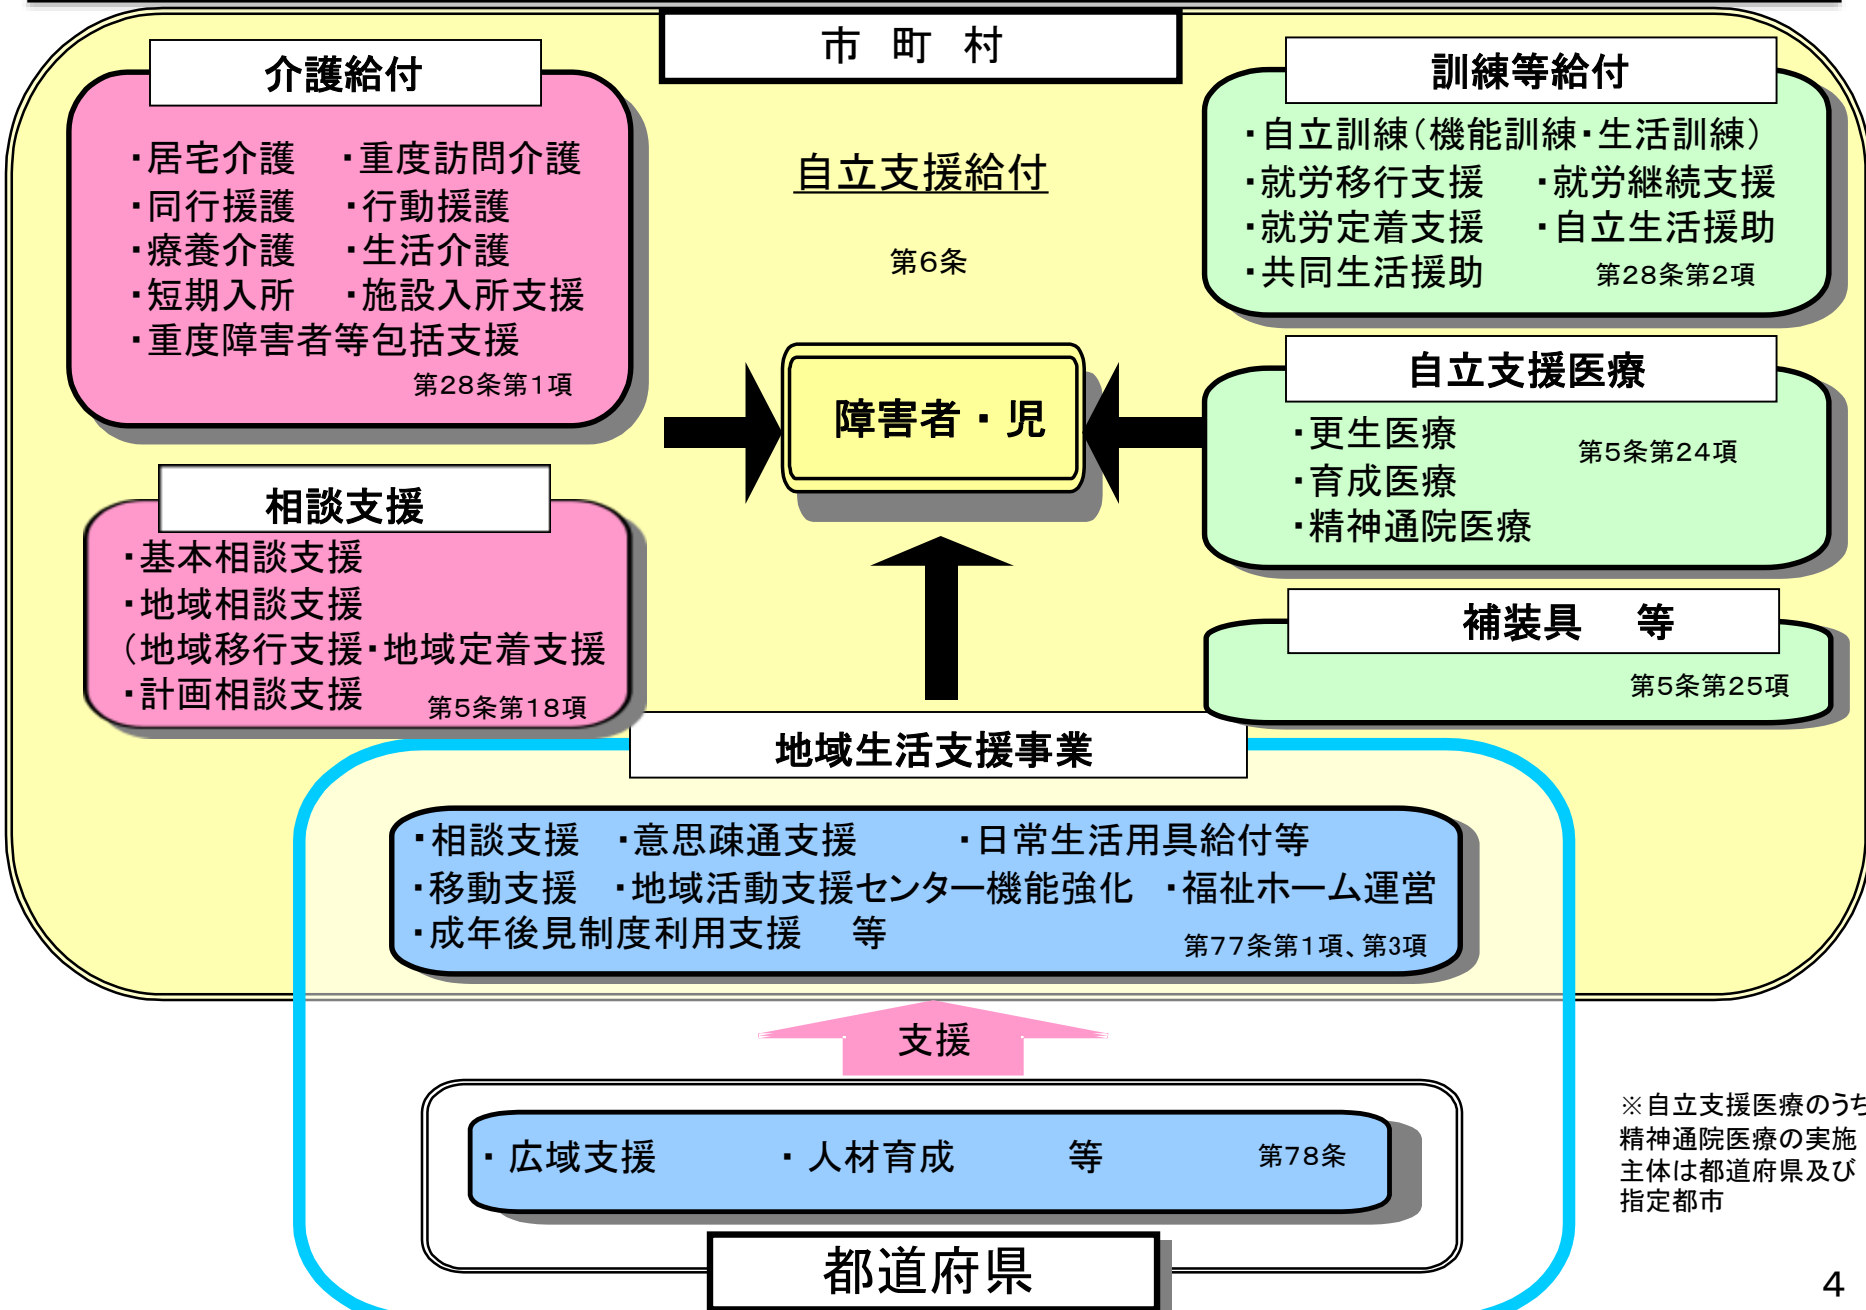 市 町 村
介護給付
・居宅介護 ・重度訪問介護
・同行援護 ・行動援護
・療養介護 ・生活介護
・短期入所 ・施設入所支援
・重度障害者等包括支援
第28条第1項
自立支援給付
第6条
訓練等給付
・自立訓練(機能訓練・生活訓練)
・就労移行支援 ・就労継続支援
・就労定着支援 ・自立生活援助
・共同生活援助 第28条第2項
障害者・児
自立支援医療
・更生医療 第5条第24項
・育成医療
・精神通院医療
相談支援
・基本相談支援
・地域相談支援
(地域移行支援・地域定着支援
・計画相談支援 第5条第18項
補装具 等
第5条第25項
地域生活支援事業
・相談支援 ・意思疎通支援 ・日常生活用具給付等
・移動支援 ・地域活動支援センター機能強化 ・福祉ホーム運営
・成年後見制度利用支援 等 第77条第1項、第3項
支援
・広域支援 ・人材育成 等 第78条
都道府県
※自立支援医療のうち
精神通院医療の実施
主体は都道府県及び
指定都市
4